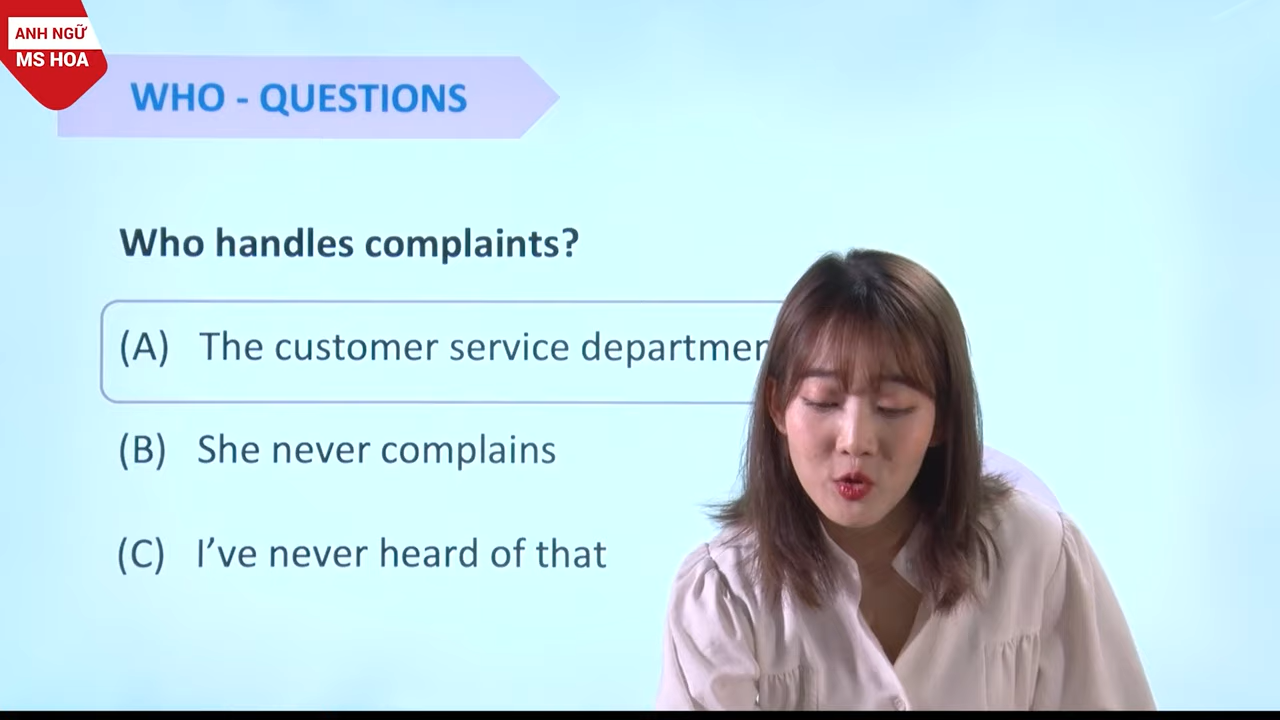 ANH NGỮ
MS HOA
WHO - QUESTIONS
Who handles complaints?
(A) The customer service
(B) She never complains
(C) I've never heard of that